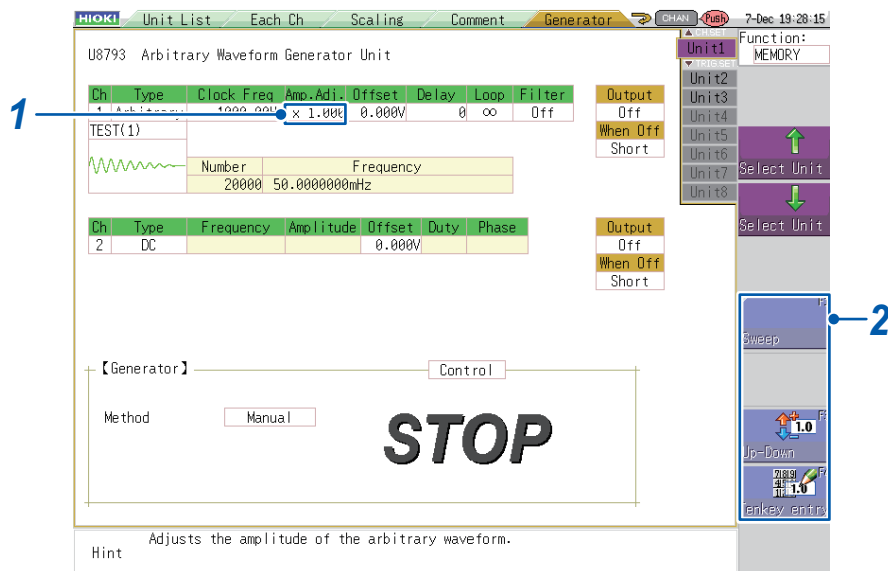 HIOKI Unit List Each Ch Scaling Comment Generator CHAN Push 7-Dec 19:28:15
Function:
MEMORY
U8793 Arbitrary Waveform Generator Unit
▲ CH.SET
Unit1
▼ TRIG.SET
Unit2
Unit3
Unit4
Unit5
Unit6
Unit7
Unit8
Select Unit
Select Unit
Ch Type Clock Freq Amp.Adj. Offset Delay Loop Filter
1 Arbitrary x 1.000 0.000V 0 ∞ Off
TEST(1)
Number Frequency
20000 50.0000000mHz
Output
Off
When Off
Short
Ch Type Frequency Amplitude Offset Duty Phase
2 DC 0.000V
Output
Off
When Off
Short
【Generator】 Control
Method Manual
STOP
Sweep
1.0
Up-Down
1.0
Tenkey entry
Hint Adjusts the amplitude of the arbitrary waveform.
1
2